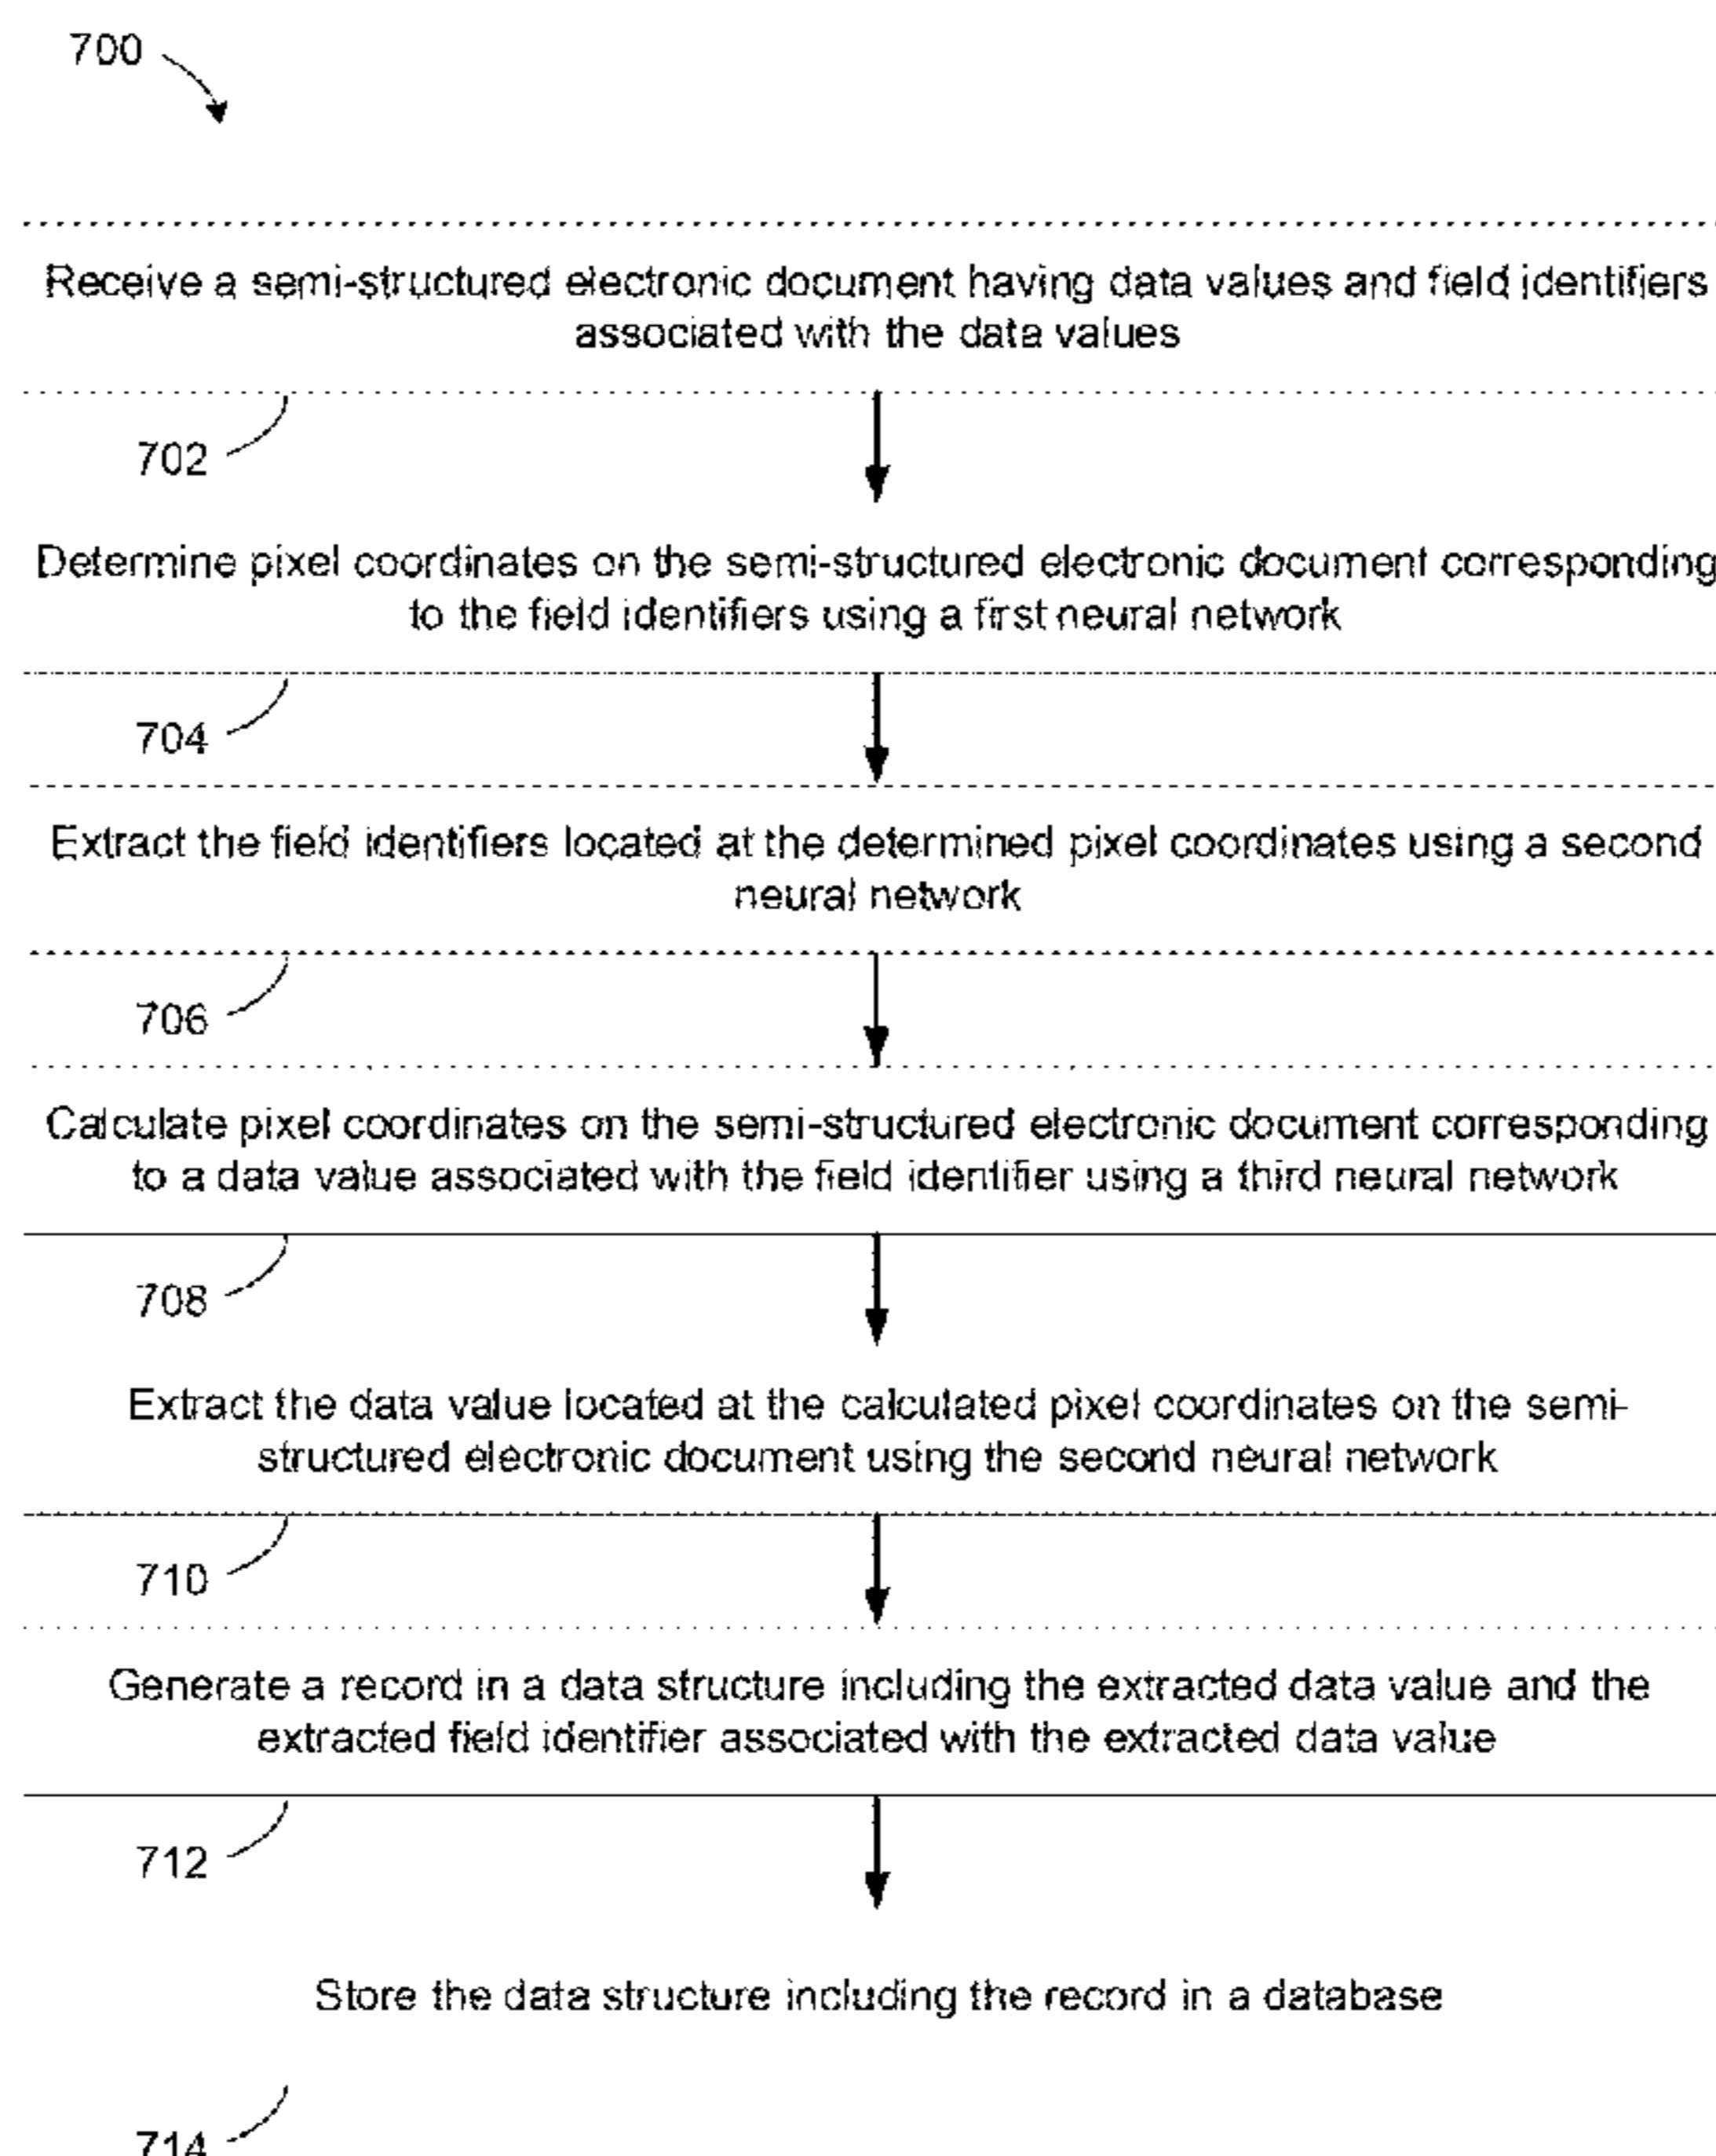 700
Receive a semi-structured electronic document having data values and field identifiers
associated with the data values
702
Determine pixel coordinates on the semi-structured electronic document corresponding
to the field identifiers using a first neural network
704
Extract the field identifiers located at the determined pixel coordinates using a second
neural network
706
Calculate pixel coordinates on the semi-structured electronic document corresponding
to a data value associated with the field identifier using a third neural network
708
Extract the data value located at the calculated pixel coordinates on the semi-
structured electronic document using the second neural network
710
Generate a record in a data structure including the extracted data value and the
extracted field identifier associated with the extracted data value
712
Store the data structure including the record in a database
714